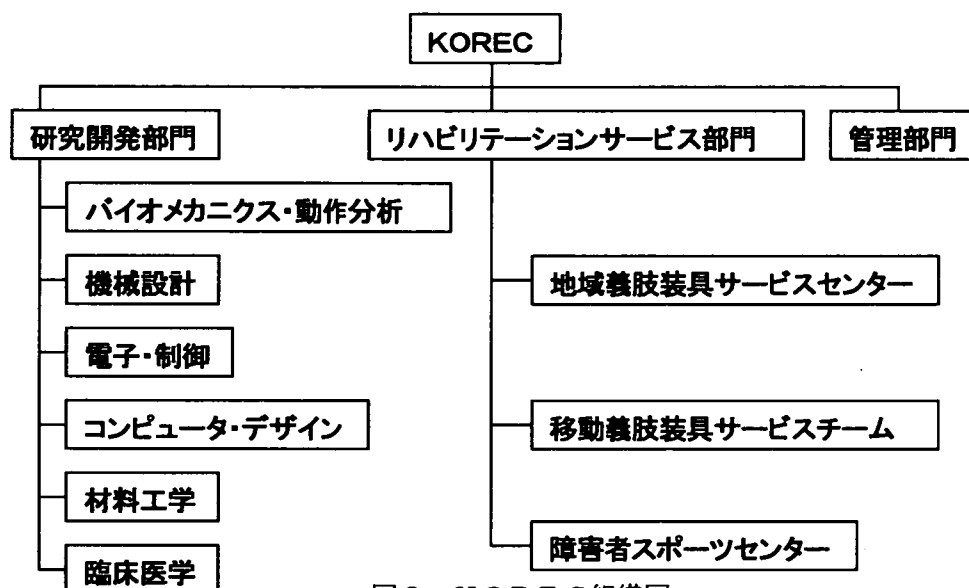 KOREC
研究開発部門
リハビリテーションサービス部門
管理部門
バイオメカニクス・動作分析
機械設計
電子・制御
コンピュータ・デザイン
材料工学
臨床医学
地域義肢装具サービスセンター
移動義肢装具サービスチーム
障害者スポーツセンター